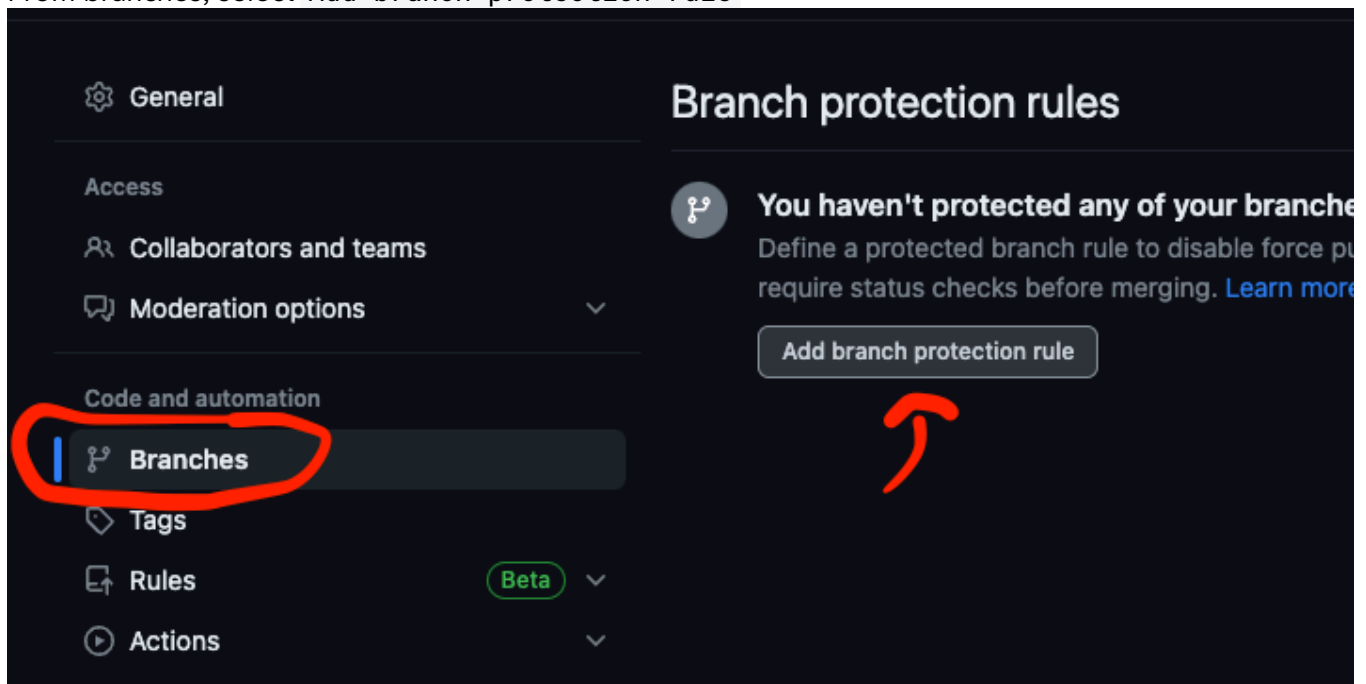 General
Access
Collaborators and teams
Moderation options
Code and automation
Branches
Tags
Rules Beta
Actions
Branch protection rules
You haven't protected any of your branche
Define a protected branch rule to disable force pu
require status checks before merging. Learn more
Add branch protection rule